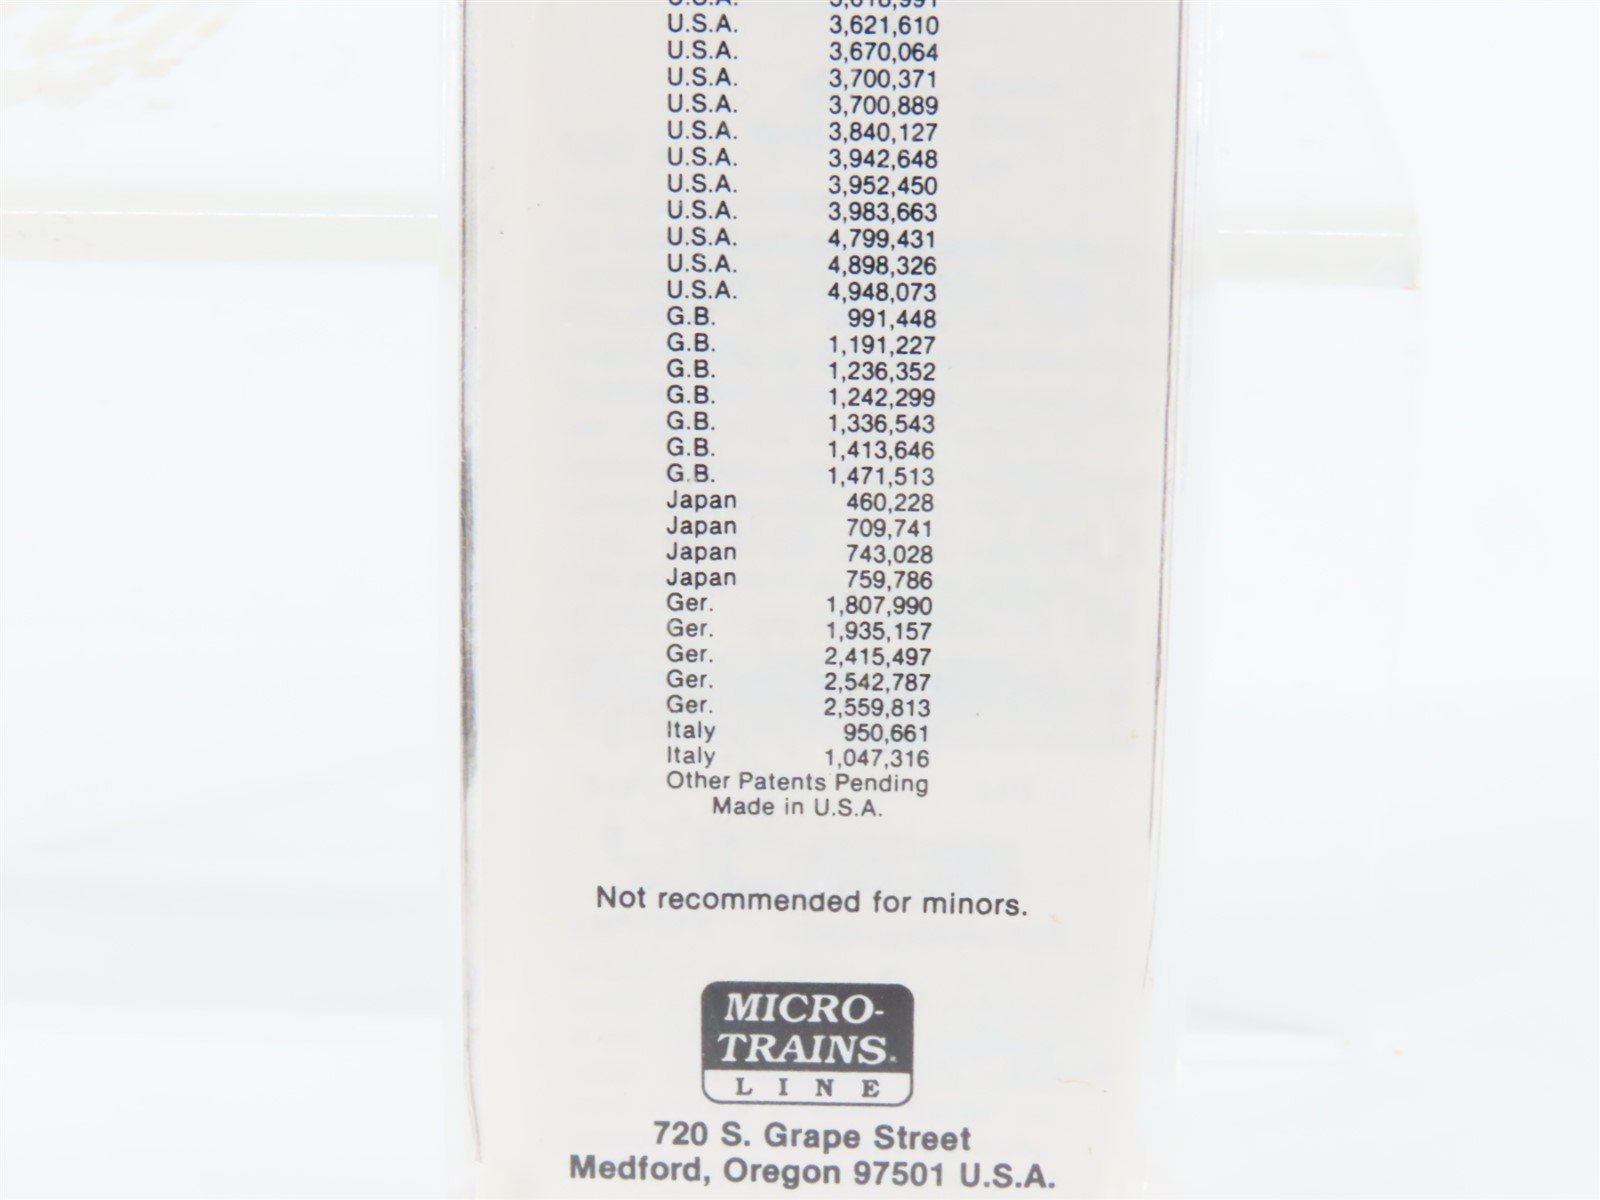 U.S.A. 3,618,991
U.S.A. 3,621,610
U.S.A. 3,670,064
U.S.A. 3,700,371
U.S.A. 3,700,889
U.S.A. 3,840,127
U.S.A. 3,942,648
U.S.A. 3,952,450
U.S.A. 3,983,663
U.S.A. 4,799,431
U.S.A. 4,898,326
U.S.A. 4,948,073
G.B. 991,448
G.B. 1,191,227
G.B. 1,236,352
G.B. 1,242,299
G.B. 1,336,543
G.B. 1,413,646
G.B. 1,471,513
Japan 460,228
Japan 709,741
Japan 743,028
Japan 759,786
Ger. 1,807,990
Ger. 1,935,157
Ger. 2,415,497
Ger. 2,542,787
Ger. 2,559,813
Italy 950,661
Italy 1,047,316
Other Patents Pending
Made in U.S.A.
Not recommended for minors.
MICRO-
TRAINS®
LINE
720 S. Grape Street
Medford, Oregon 97501 U.S.A.